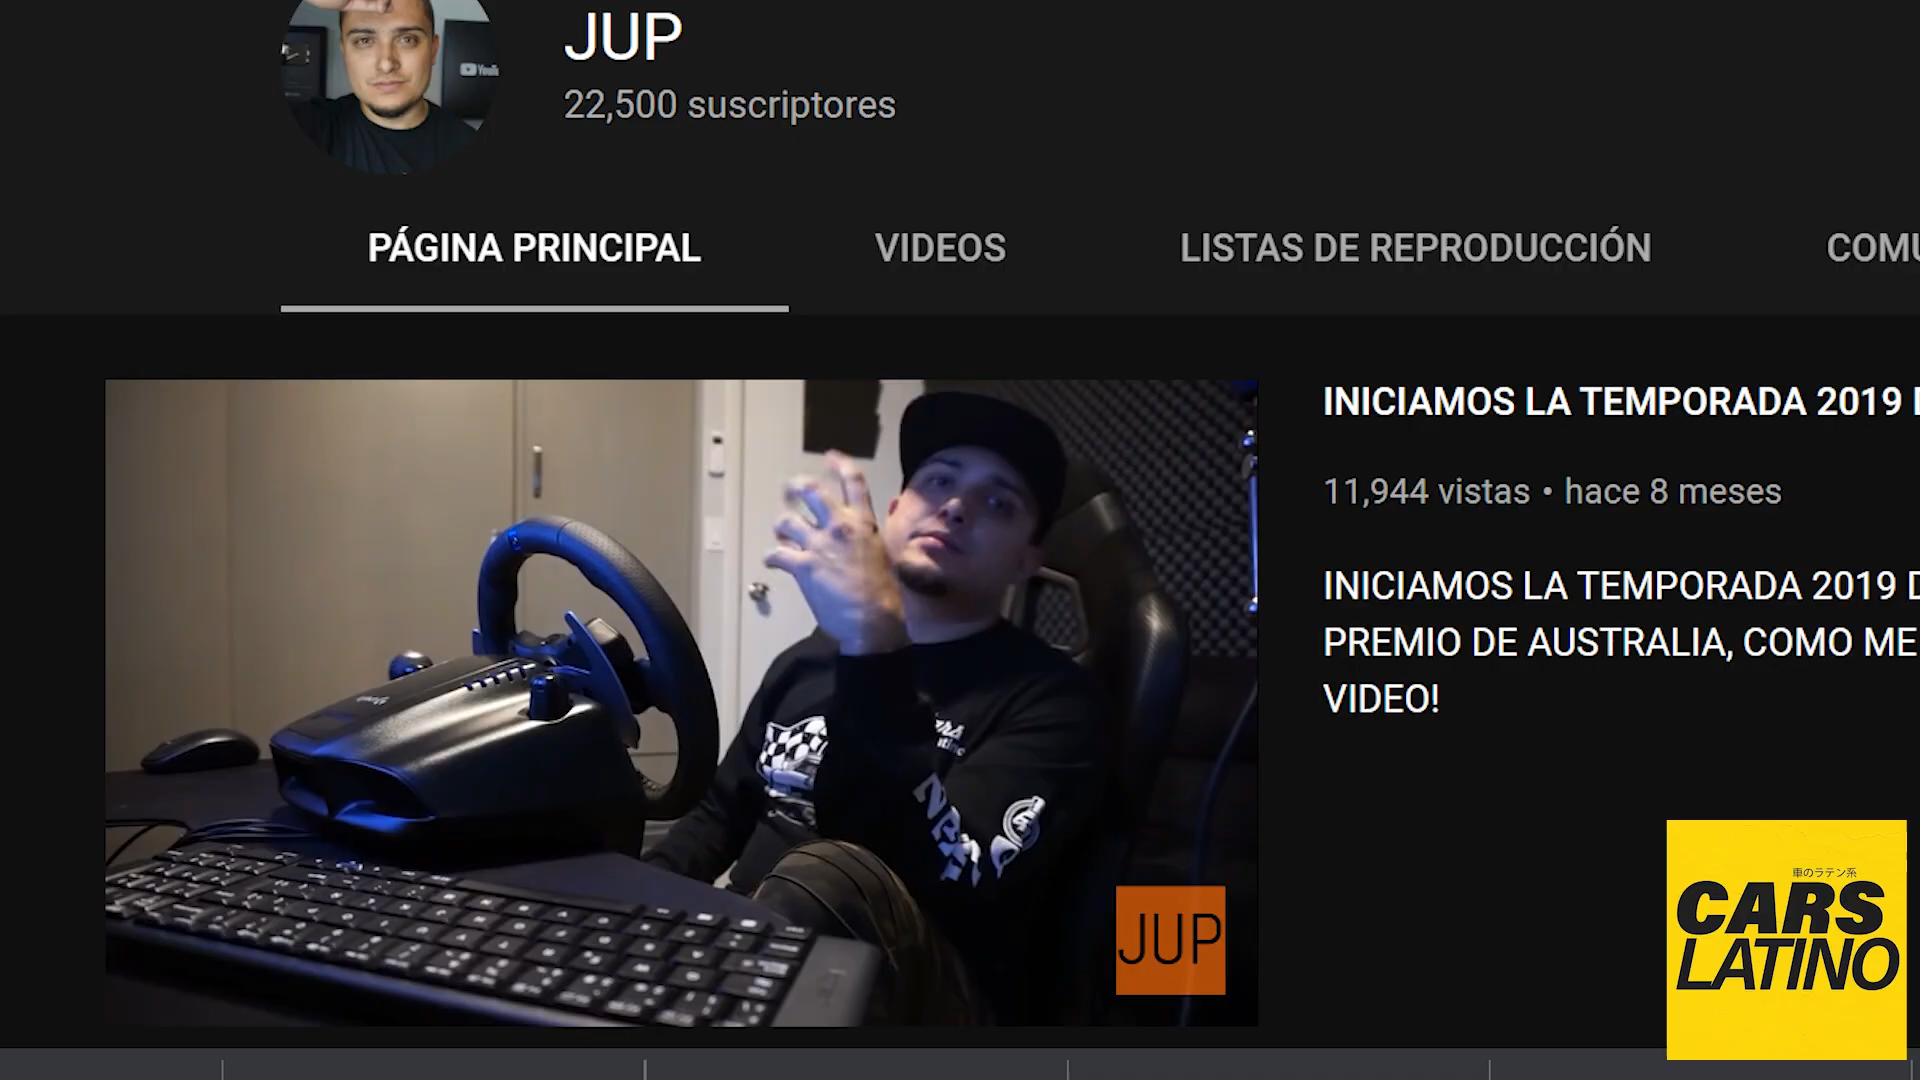 JUP
22,500 suscriptores
PÁGINA PRINCIPAL
VIDEOS
LISTAS DE REPRODUCCIÓN
COMU
INICIAMOS LA TEMPORADA 2019
11,944 vistas • hace 8 meses
INICIAMOS LA TEMPORADA 2019 D
PREMIO DE AUSTRALIA, COMO ME
VIDEO!
JUP
車のラテン系
CARS
LATINO